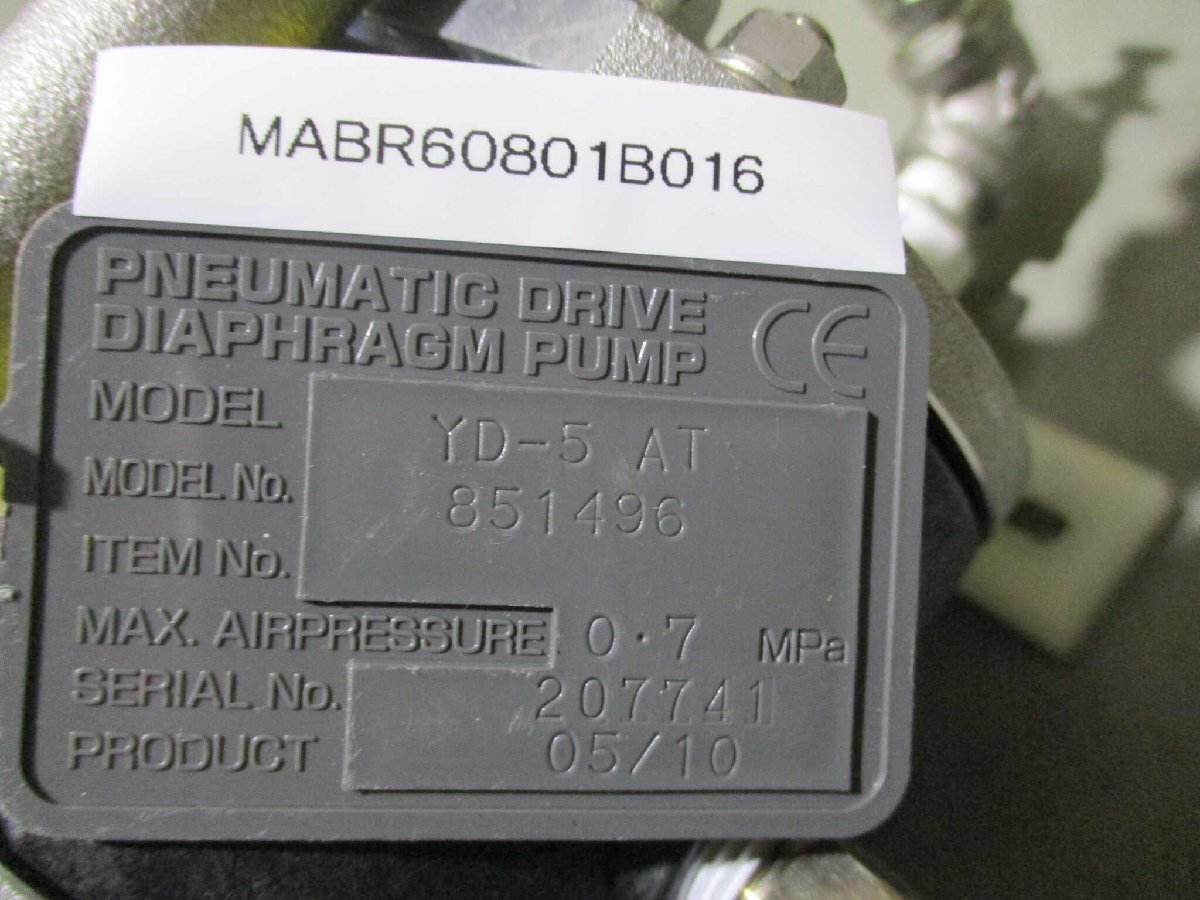 MABR60801B016
PNEUMATIC DRIVE
DIAPHRAGM PUMP CE
MODEL YD-5 AT
MODEL No. 851496
ITEM No.
MAX. AIRPRESSURE 0.7 MPa
SERIAL No. 207741
PRODUCT 05/10